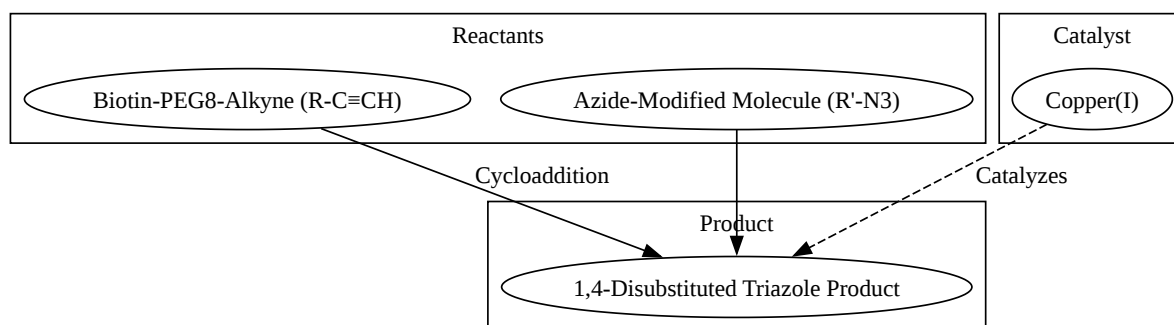 Reactants
Catalyst
Biotin-PEG8-Alkyne (R-C≡CH)
Azide-Modified Molecule (R'-N3)
Copper(I)
Cycloaddition
Catalyzes
Product
1,4-Disubstituted Triazole Product